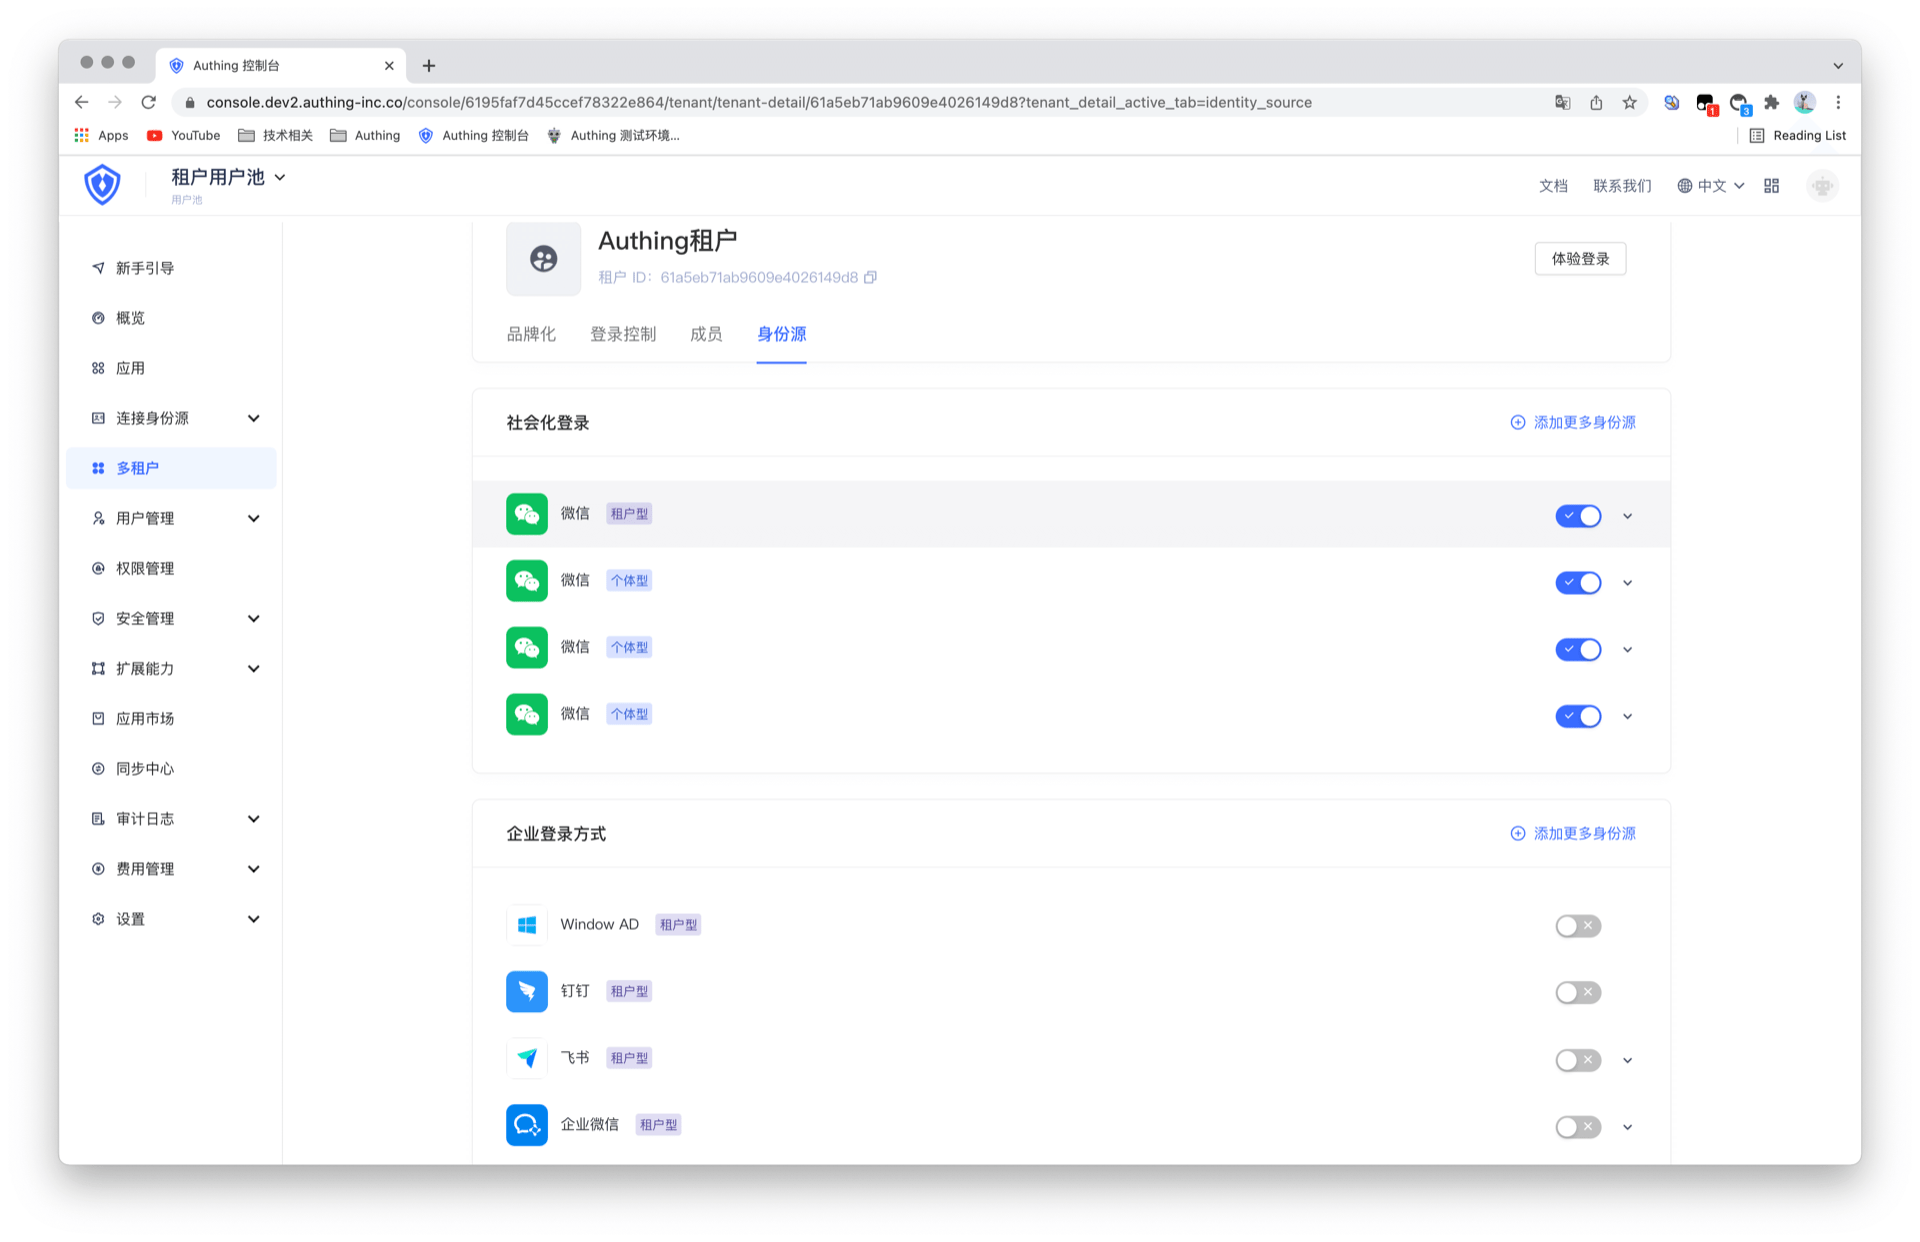 Authing 控制台
console.dev2.authing-inc.co/console/6195faf7d45ccef78322e864/tenant/tenant-detail/61a5eb71ab9609e4026149d8?tenant_detail_active_tab=identity_source
1
3
Apps YouTube 技术相关 Authing Authing 控制台 Authing 测试环境... Reading List
租户用户池
用户池
文档 联系我们 中文
新手引导
概览
应用
连接身份源
多租户
用户管理
权限管理
安全管理
扩展能力
应用市场
同步中心
审计日志
费用管理
设置
Authing租户
租户 ID: 61a5eb71ab9609e4026149d8
体验登录
品牌化 登录控制 成员 身份源
社会化登录 添加更多身份源
微信 租户型
微信 个体型
微信 个体型
微信 个体型
企业登录方式 添加更多身份源
Window AD 租户型
钉钉 租户型
飞书 租户型
企业微信 租户型